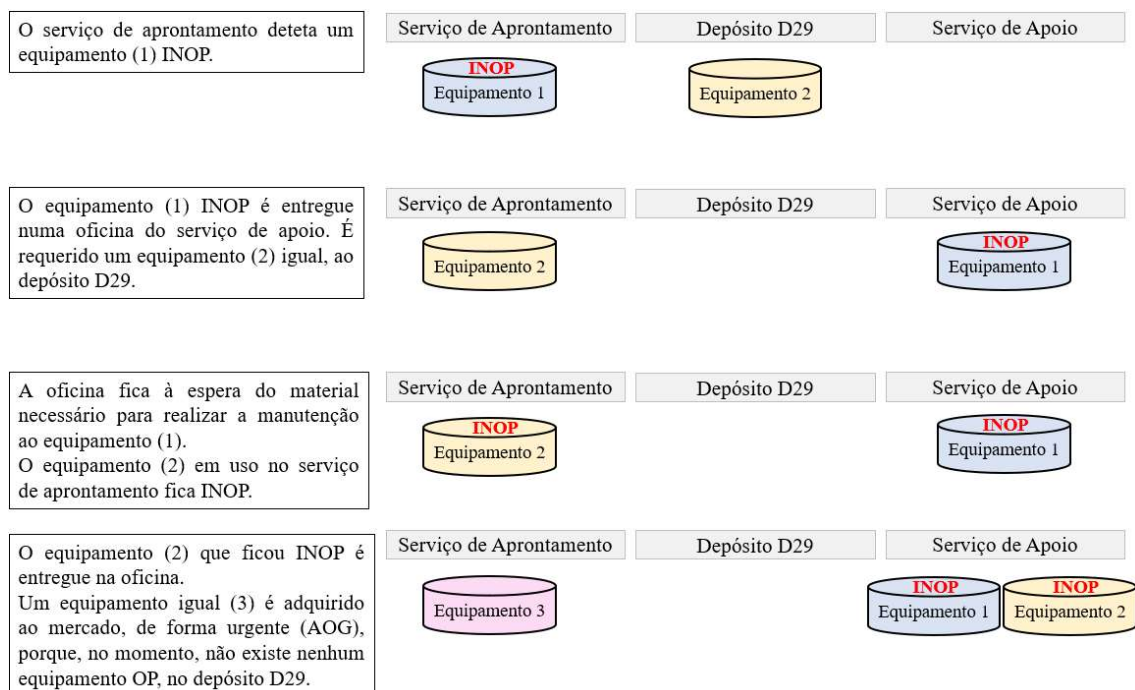 O serviço de aprontamento deteta um
equipamento (1) INOP.
Serviço de Aprontamento
Depósito D29
Serviço de Apoio
INOP
Equipamento 1
Equipamento 2
O equipamento (1) INOP é entregue
numa oficina do serviço de apoio. É
requerido um equipamento (2) igual, ao
depósito D29.
Serviço de Aprontamento
Depósito D29
Serviço de Apoio
Equipamento 2
INOP
Equipamento 1
A oficina fica à espera do material
necessário para realizar a manutenção
ao equipamento (1).
O equipamento (2) em uso no serviço
de aprontamento fica INOP.
Serviço de Aprontamento
Depósito D29
Serviço de Apoio
INOP
Equipamento 2
INOP
Equipamento 1
O equipamento (2) que ficou INOP é
entregue na oficina.
Um equipamento igual (3) é adquirido
ao mercado, de forma urgente (AOG),
porque, no momento, não existe nenhum
equipamento OP, no depósito D29.
Serviço de Aprontamento
Depósito D29
Serviço de Apoio
Equipamento 3
INOP
Equipamento 1
INOP
Equipamento 2